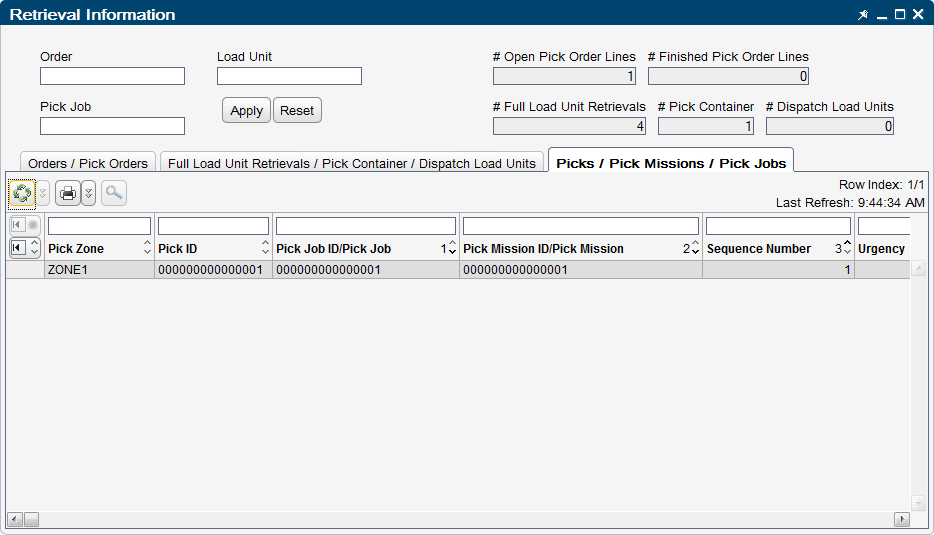 Retrieval Information
Order
Load Unit
# Open Pick Order Lines
# Finished Pick Order Lines
1
0
Pick Job
Apply
Reset
# Full Load Unit Retrievals
# Pick Container
# Dispatch Load Units
4
1
0
Orders / Pick Orders
Full Load Unit Retrievals / Pick Container / Dispatch Load Units
Picks / Pick Missions / Pick Jobs
Row Index: 1/1
Last Refresh: 9:44:34 AM
Pick Zone
Pick ID
Pick Job ID/Pick Job 1
Pick Mission ID/Pick Mission 2
Sequence Number 3
Urgency
ZONE1
000000000000001
000000000000001
000000000000001
1